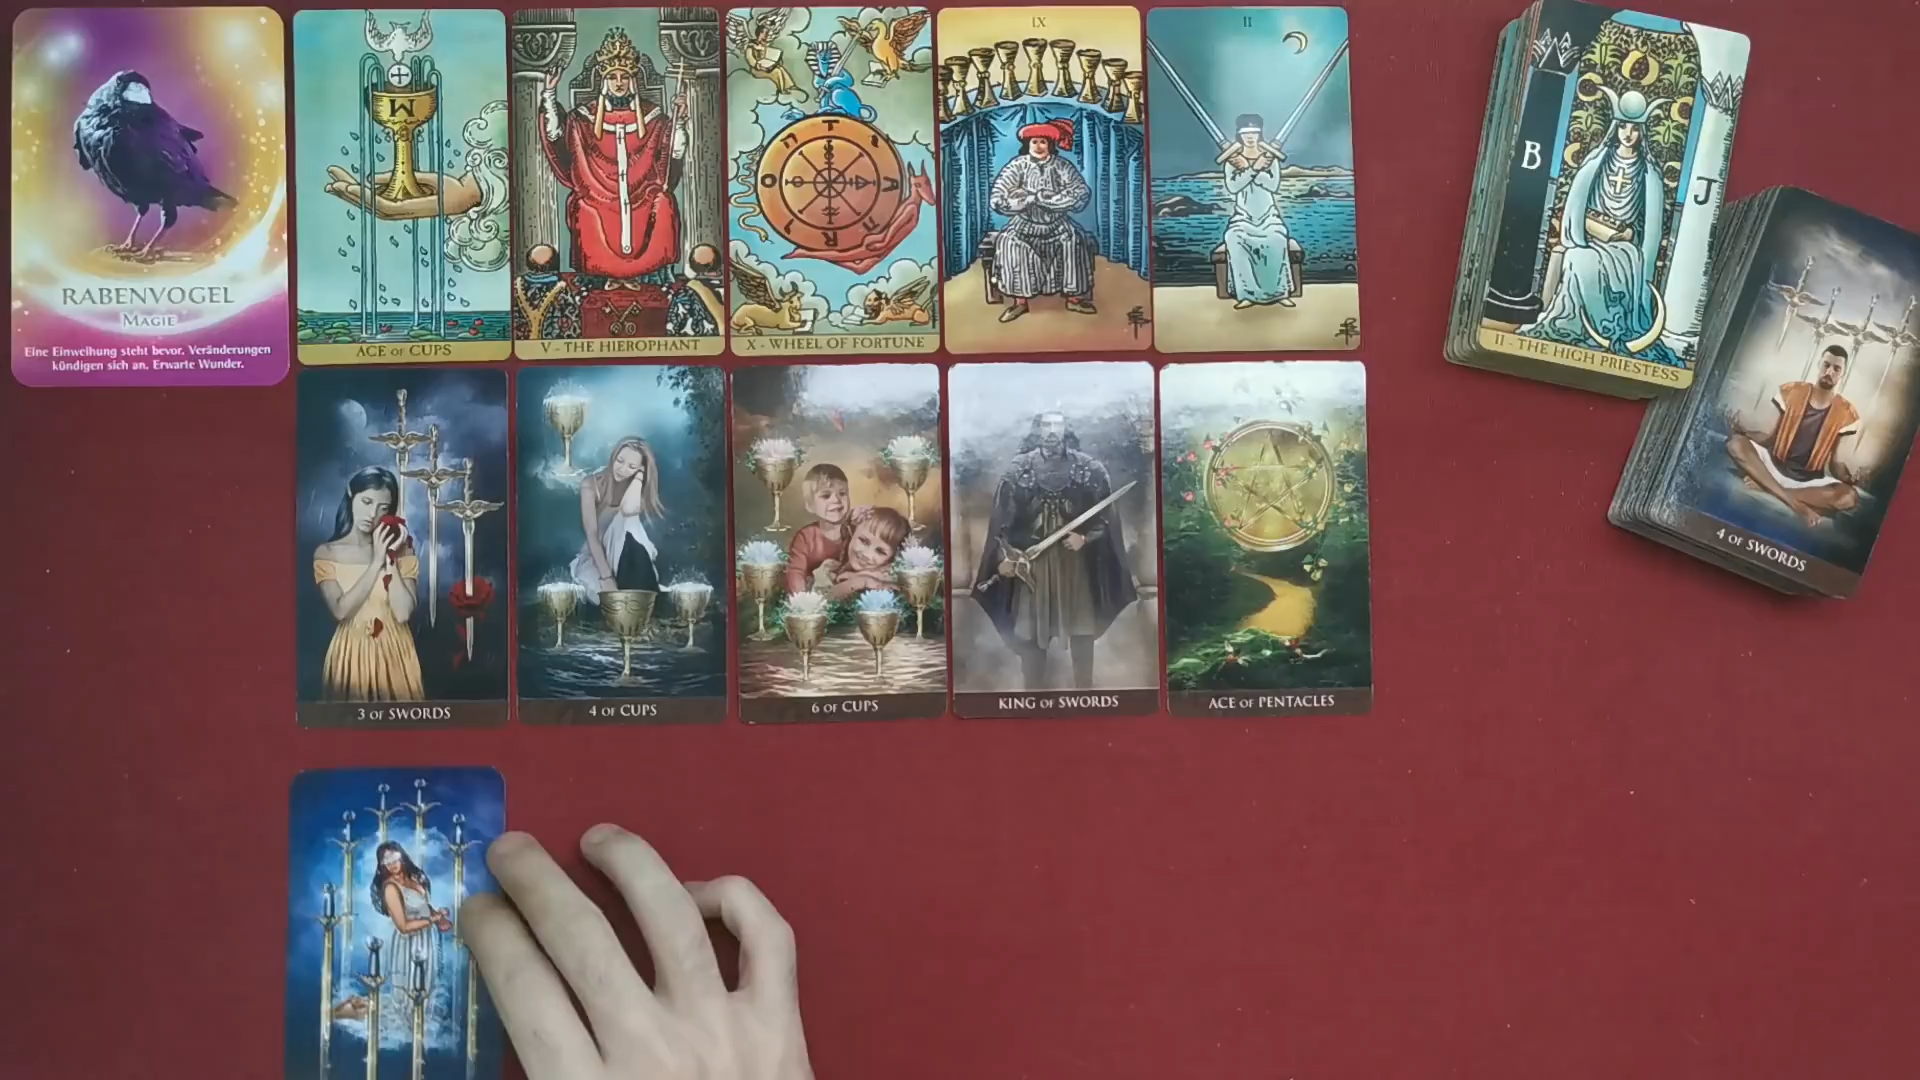 RABENVOGEL
MAGIE
Eine Einweihung steht bevor. Veränderungen
kündigen sich an. Erwarte Wunder.
ACE OF CUPS
V - THE HIEROPHANT
X - WHEEL OF FORTUNE
IX
II
B
J
II - THE HIGH PRIESTESS
4 OF SWORDS
3 OF SWORDS
4 OF CUPS
6 OF CUPS
KING OF SWORDS
ACE OF PENTACLES